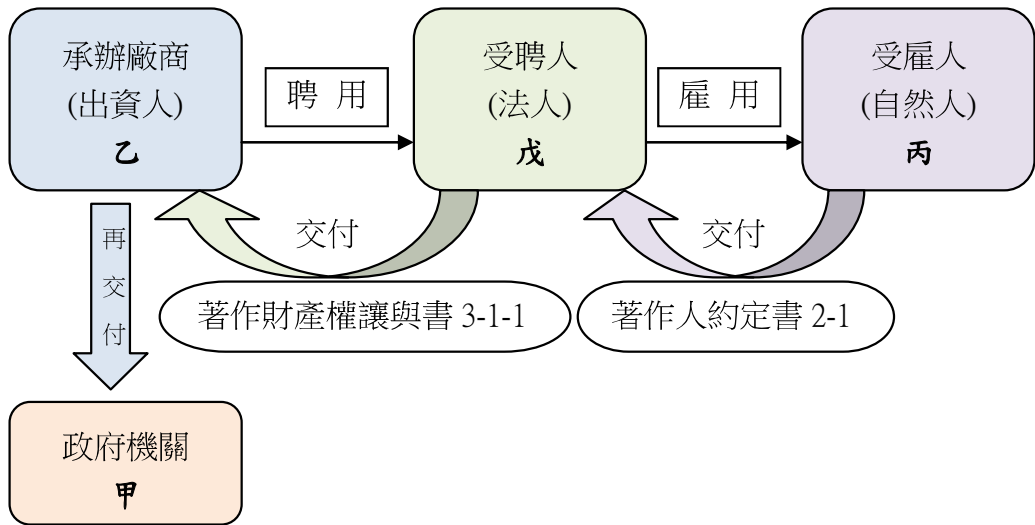 承辦廠商
(出資人)
乙
聘 用
受聘人
(法人)
戊
雇 用
受雇人
(自然人)
丙
交付
著作財產權讓與書 3-1-1
交付
著作人約定書 2-1
再
交
付
政府機關
甲